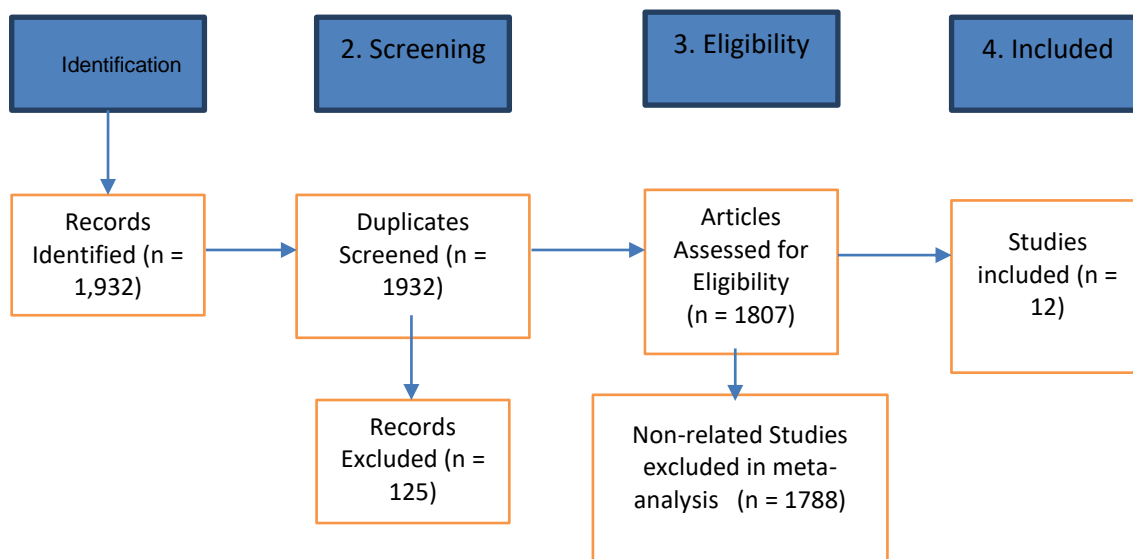 Identification
2. Screening
3. Eligibility
4. Included
Records
Identified (n =
1,932)
Duplicates
Screened (n =
1932)
Articles
Assessed for
Eligibility
(n = 1807)
Studies
included (n =
12)
Records
Excluded (n =
125)
Non-related Studies
excluded in meta-
analysis (n = 1788)